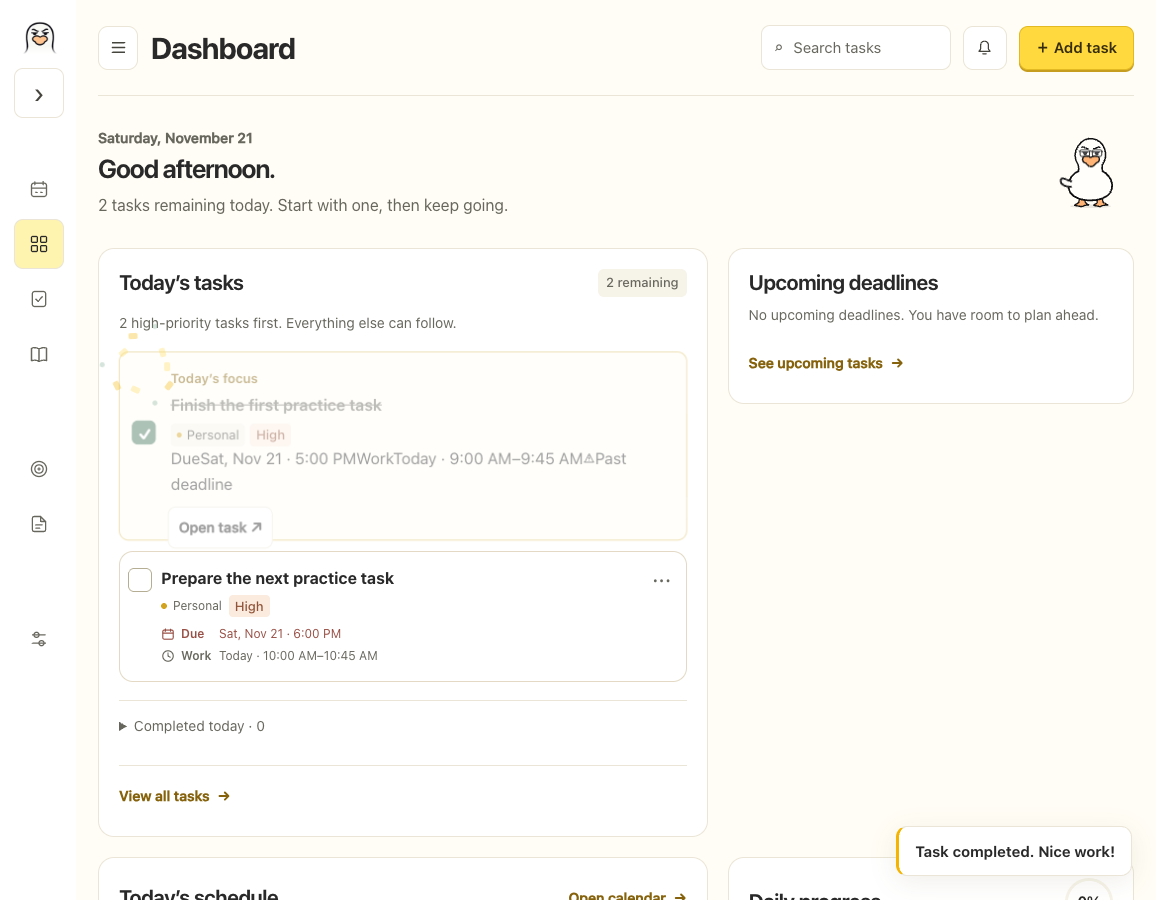 Dashboard
Search tasks
+ Add task
Saturday, November 21
Good afternoon.
2 tasks remaining today. Start with one, then keep going.
Today's tasks
2 remaining
2 high-priority tasks first. Everything else can follow.
Today's focus
Finish the first practice task
Personal High
DueSat, Nov 21 · 5:00 PMWorkToday · 9:00 AM–9:45 AM⚠Past
deadline
Open task ↗
Prepare the next practice task
Personal High
Due Sat, Nov 21 · 6:00 PM
Work Today · 10:00 AM–10:45 AM
Completed today · 0
View all tasks →
Upcoming deadlines
No upcoming deadlines. You have room to plan ahead.
See upcoming tasks →
Today's schedule
Open calendar →
Daily progress
0%
Task completed. Nice work!